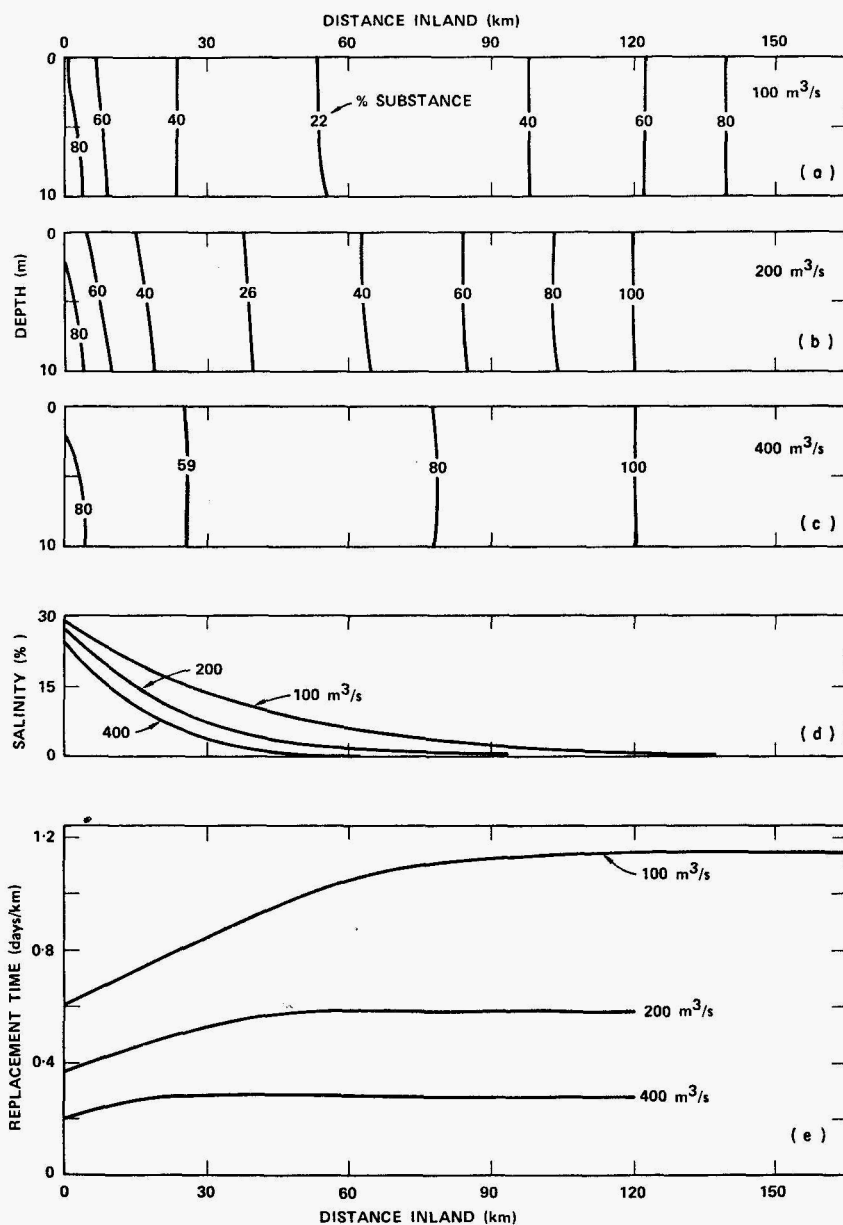 DISTANCE INLAND (km)
0 30 60 90 120 150
0
10
80 60 40 22 40 60 80
% SUBSTANCE
100 m³/s
( a )
DEPTH (m)
0
10
80 60 40 26 40 60 80 100
200 m³/s
( b )
0
10
80 59 80 100
400 m³/s
( c )
SALINITY (%)
30
15
0
200
100 m³/s
400
( d )
REPLACEMENT TIME (days/km)
1·2
0·8
0·4
0
100 m³/s
200 m³/s
400 m³/s
( e )
0 30 60 90 120 150
DISTANCE INLAND (km)